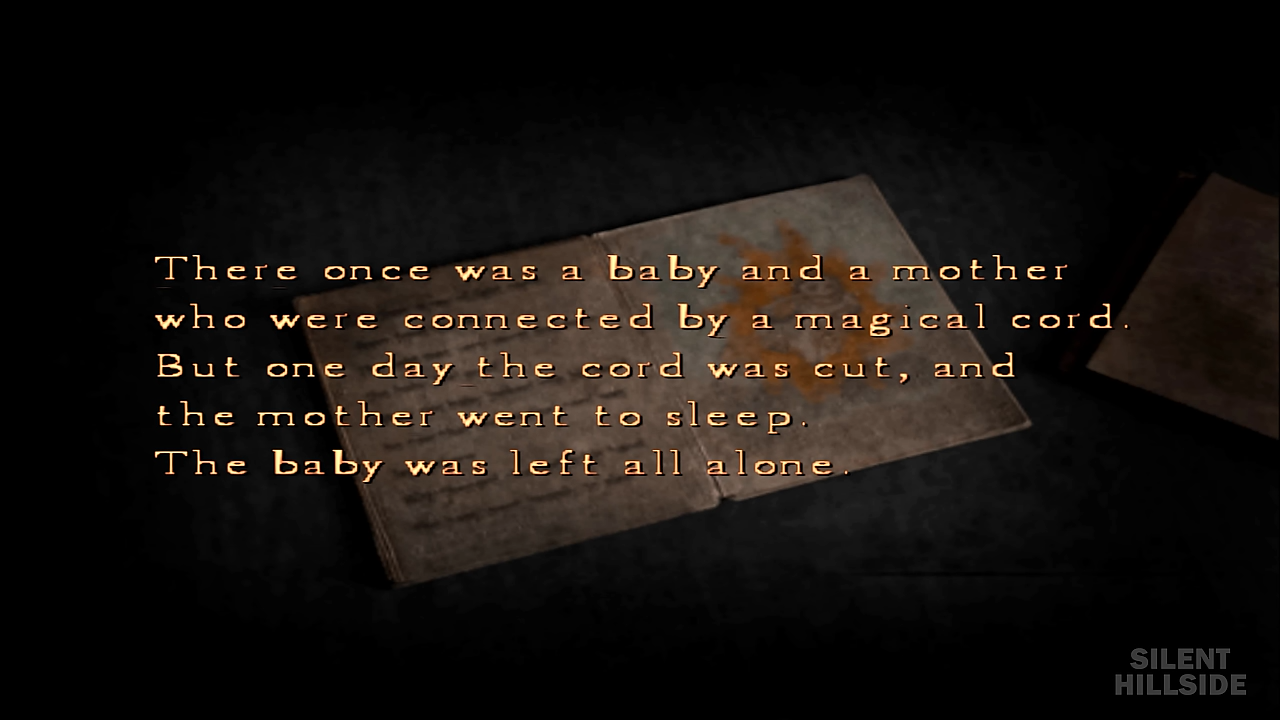 There once was a baby and a mother
who were connected by a magical cord.
But one day the cord was cut, and
the mother went to sleep.
The baby was left all alone.
SILENT
HILLSIDE